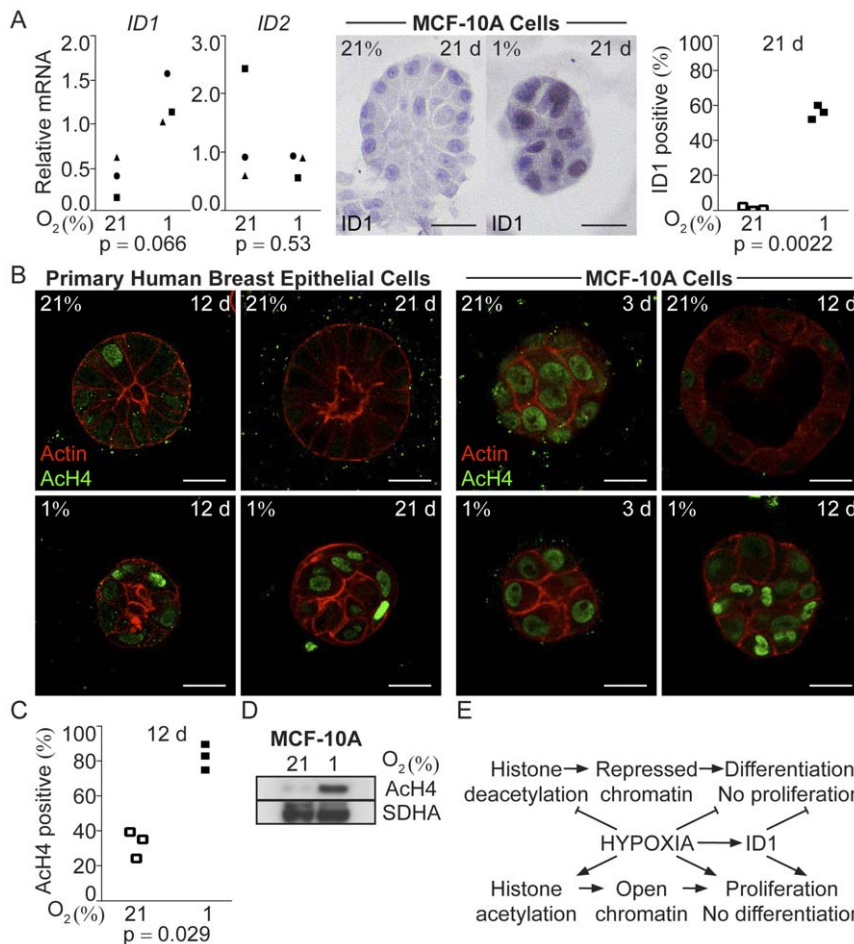 A
ID1
ID2
MCF-10A Cells
Relative mRNA
2.0
1.5
1.0
0.5
0.0
3.0
2.0
1.0
0.0
O2(%)
21
1
21
1
p = 0.066
p = 0.53
21%
21 d
1%
21 d
ID1
ID1
ID1 positive (%)
100
80
60
40
20
0
21 d
21
1
O2(%)
p = 0.0022
B
Primary Human Breast Epithelial Cells
MCF-10A Cells
21%
12 d
21%
21 d
21%
3 d
21%
12 d
Actin
AcH4
Actin
AcH4
1%
12 d
1%
21 d
1%
3 d
1%
12 d
C
AcH4 positive (%)
100
80
60
40
20
0
12 d
O2(%)
21
1
p = 0.029
D
MCF-10A
21
1
O2(%)
AcH4
SDHA
E
Histone
deacetylation
Repressed
chromatin
Differentiation
No proliferation
HYPOXIA
ID1
Histone
acetylation
Open
chromatin
Proliferation
No differentiation